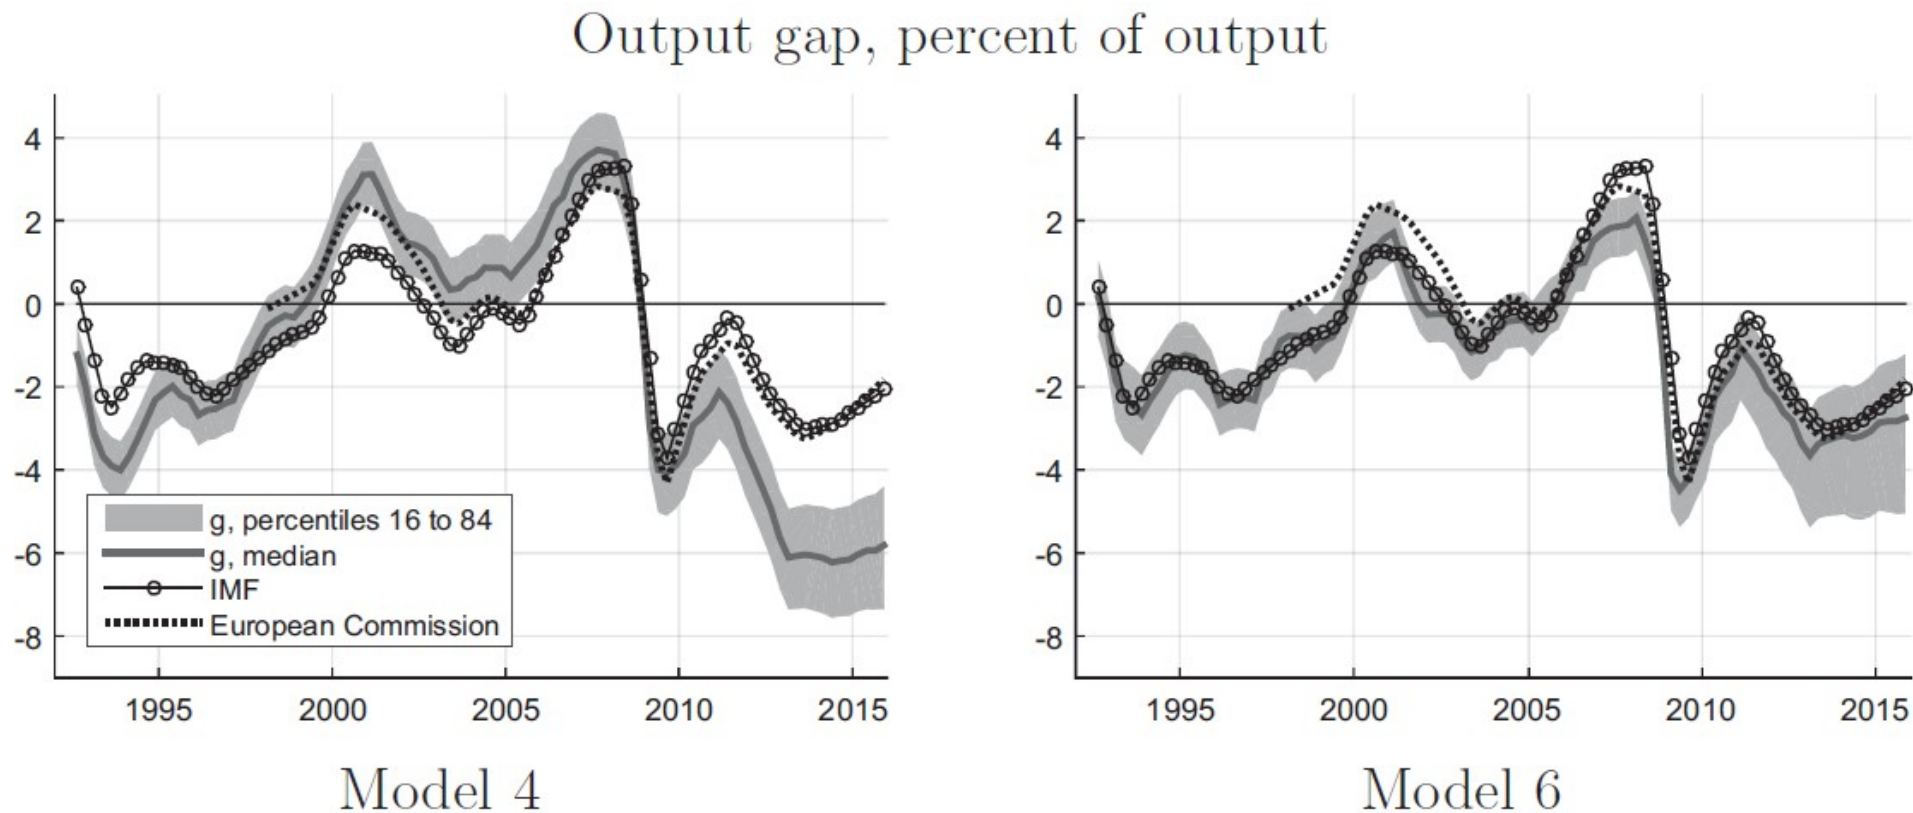 Output gap, percent of output
4
2
0
-2
-4
-6
-8
g, percentiles 16 to 84
g, median
IMF
European Commission
1995 2000 2005 2010 2015
Model 4
4
2
0
-2
-4
-6
-8
1995 2000 2005 2010 2015
Model 6